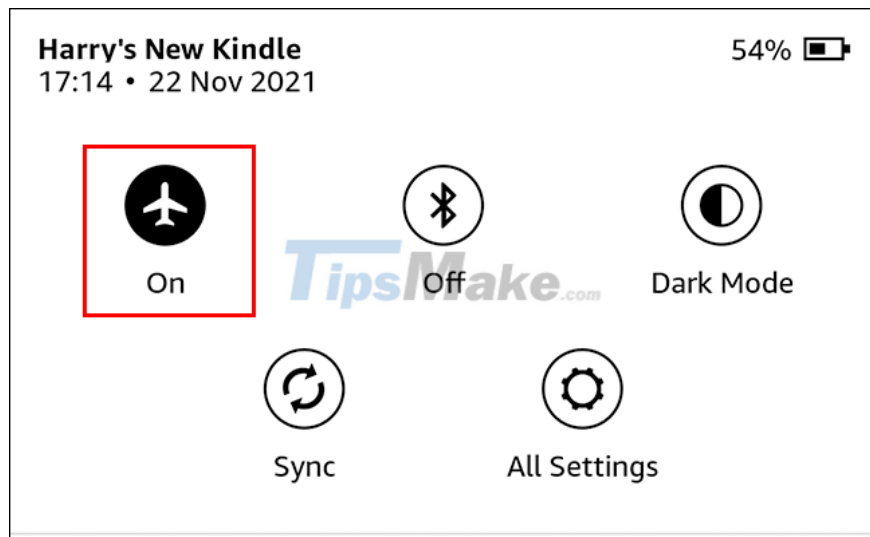 Harry's New Kindle
54%
17:14 • 22 Nov 2021
On
Off
Dark Mode
TipsMake.com
Sync
All Settings